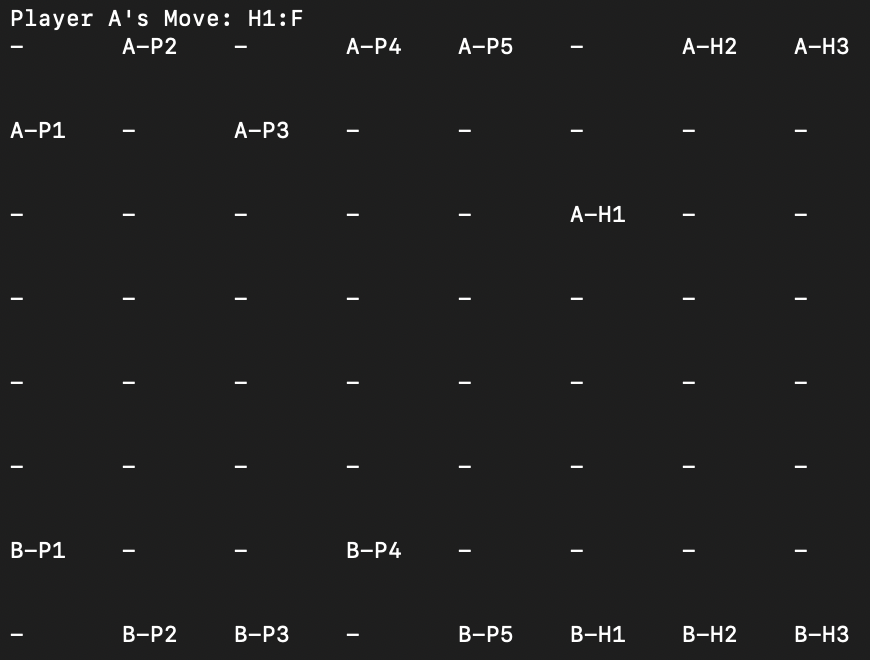 Player A's Move: H1:F
– A–P2 – A–P4 A–P5 – A–H2 A–H3
A–P1 – A–P3 – – – – –
– – – – – A–H1 – –
– – – – – – – –
– – – – – – – –
– – – – – – – –
B–P1 – – B–P4 – – – –
– B–P2 B–P3 – B–P5 B–H1 B–H2 B–H3